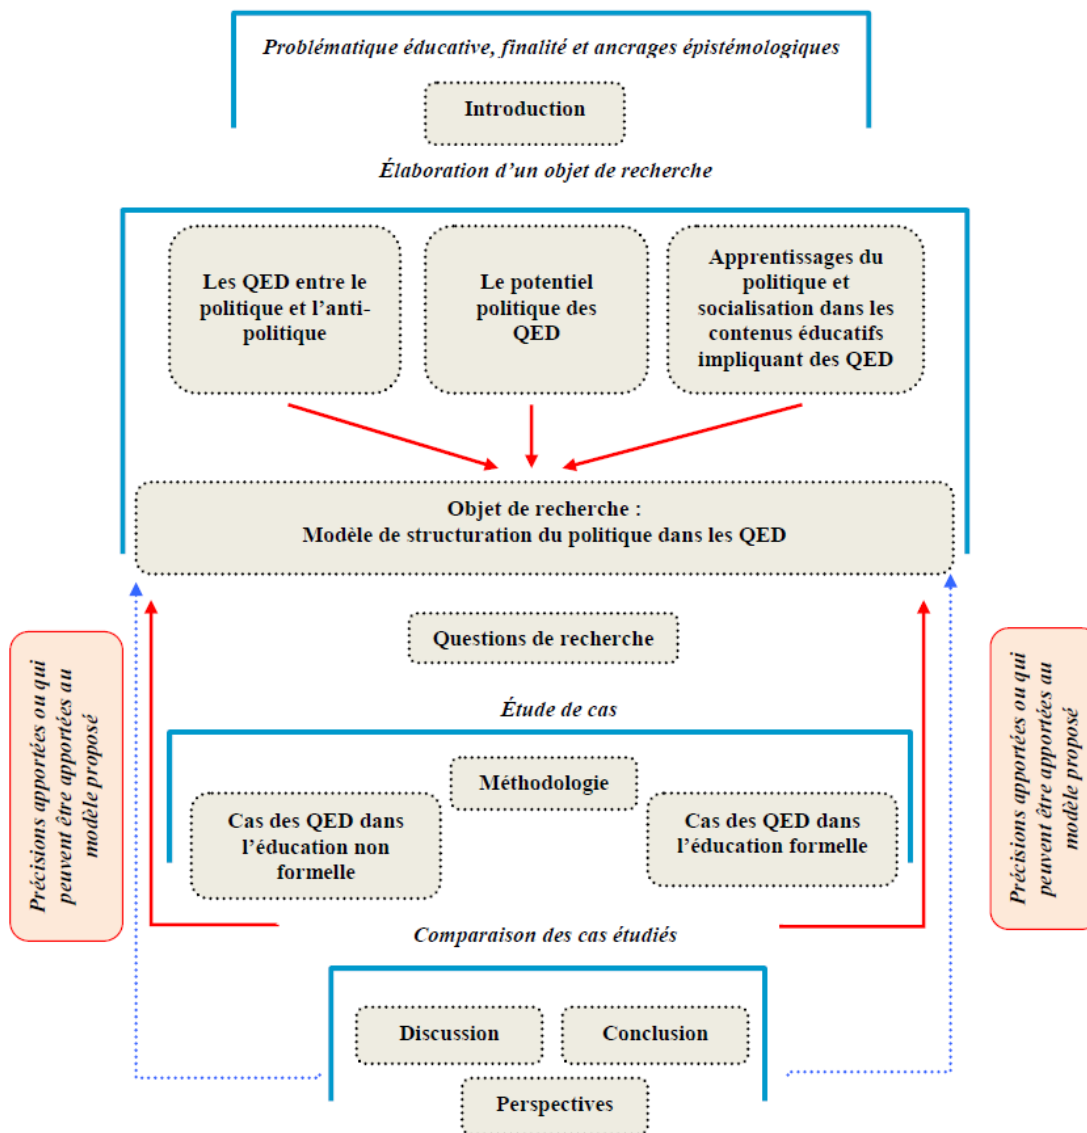 Problématique éducative, finalité et ancrages épistémologiques
Introduction
Élaboration d'un objet de recherche
Les QED entre le
politique et l'anti-
politique
Le potentiel
politique des
QED
Apprentissages du
politique et
socialisation dans les
contenus éducatifs
impliquant des QED
Objet de recherche :
Modèle de structuration du politique dans les QED
Questions de recherche
Précisions apportées ou qui
peuvent être apportées au
modèle proposé
Étude de cas
Méthodologie
Cas des QED dans
l'éducation non
formelle
Cas des QED dans
l'éducation formelle
Précisions apportées ou qui
peuvent être apportées au
modèle proposé
Comparaison des cas étudiés
Discussion
Conclusion
Perspectives